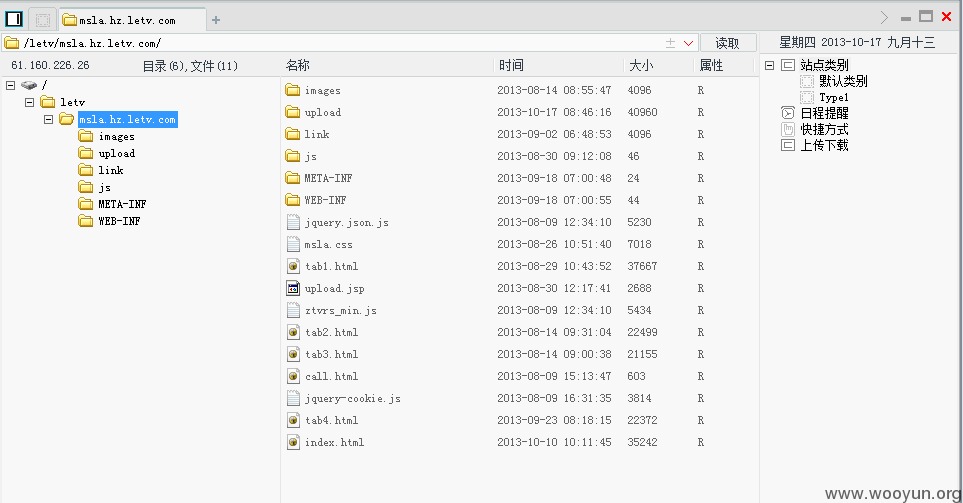 msla.hz.letv.com
/letv/msla.hz.letv.com/
读取
星期四 2013-10-17 九月十三
61.160.226.26
目录(6),文件(11)
名称 时间 大小 属性
/
letv
msla.hz.letv.com
images
upload
link
js
META-INF
WEB-INF
images 2013-08-14 08:55:47 4096 R
upload 2013-10-17 08:46:16 40960 R
link 2013-09-02 06:48:53 4096 R
js 2013-08-30 09:12:08 46 R
META-INF 2013-09-18 07:00:48 24 R
WEB-INF 2013-09-18 07:00:55 44 R
jquery.json.js 2013-08-09 12:34:10 5230 R
msla.css 2013-08-26 10:51:40 7018 R
tab1.html 2013-08-29 10:43:52 37667 R
upload.jsp 2013-08-30 12:17:41 2688 R
ztvrs_min.js 2013-08-09 12:34:10 5434 R
tab2.html 2013-08-14 09:31:04 22499 R
tab3.html 2013-08-14 09:00:38 21155 R
call.html 2013-08-09 15:13:47 603 R
jquery-cookie.js 2013-08-09 16:31:35 3814 R
tab4.html 2013-09-23 08:18:15 22372 R
index.html 2013-10-10 10:11:45 35242 R
站点类别
默认类别
Type1
日程提醒
快捷方式
上传下载
www.wooyun.org